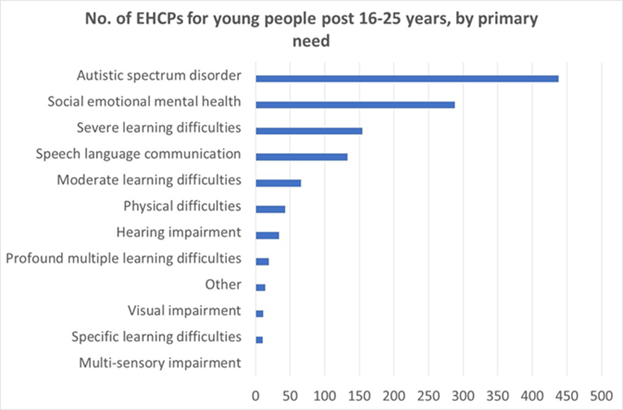 No. of EHCPs for young people post 16-25 years, by primary
need
Autistic spectrum disorder
Social emotional mental health
Severe learning difficulties
Speech language communication
Moderate learning difficulties
Physical difficulties
Hearing impairment
Profound multiple learning difficulties
Other
Visual impairment
Specific learning difficulties
Multi-sensory impairment
0 50 100 150 200 250 300 350 400 450 500